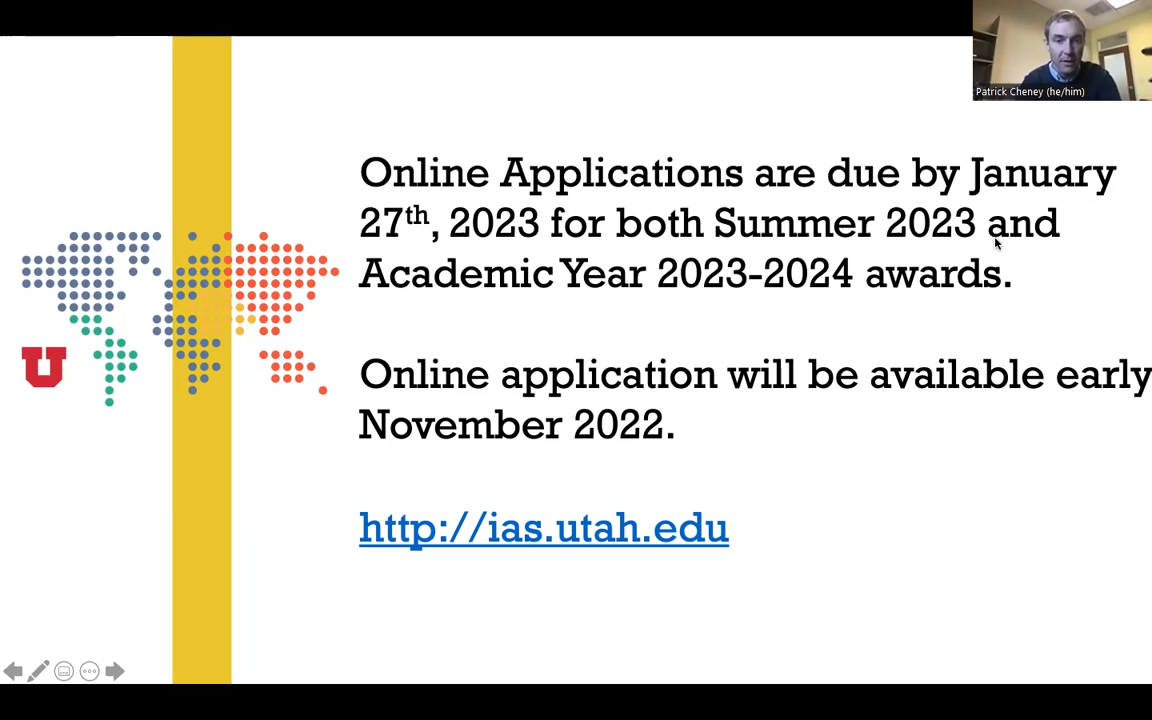 Patrick Cheney (he/him)
Online Applications are due by January
27th, 2023 for both Summer 2023 and
Academic Year 2023-2024 awards.
Online application will be available early
November 2022.
http://ias.utah.edu
U